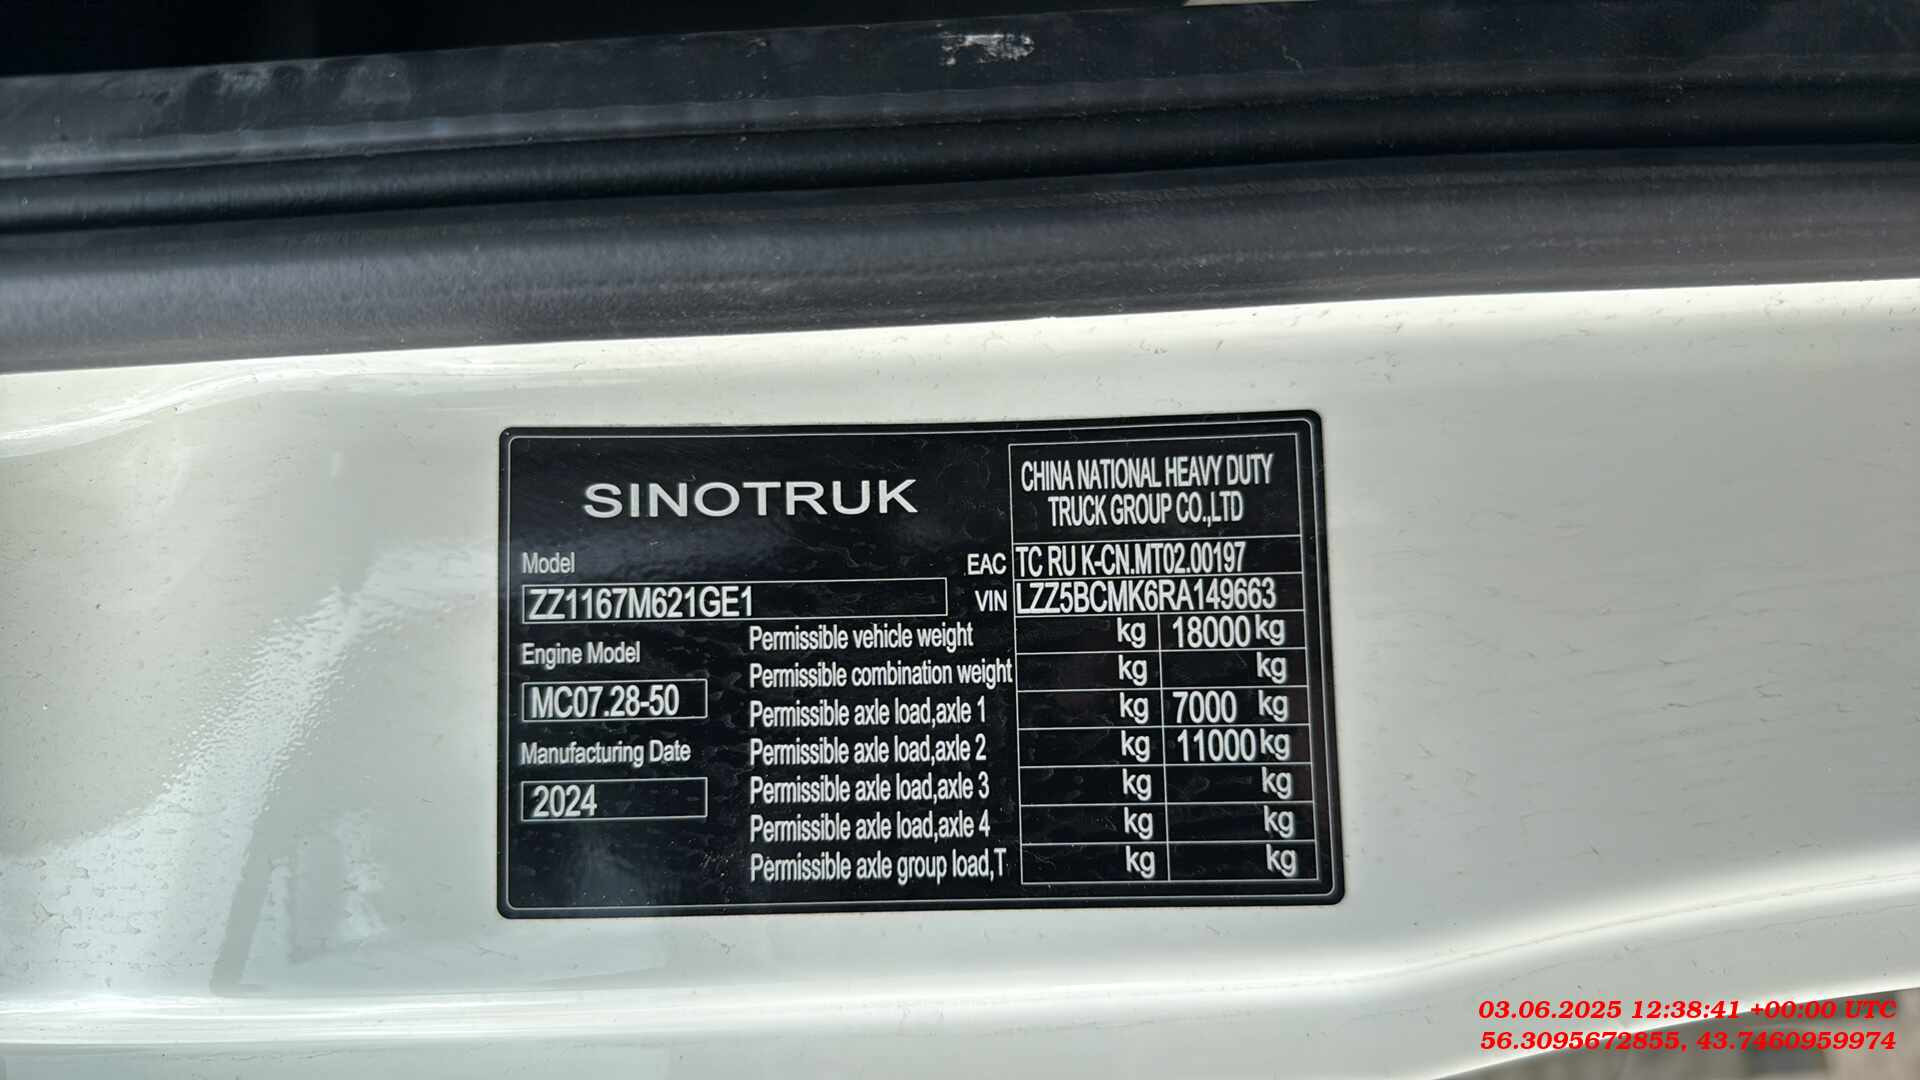 SINOTRUK
CHINA NATIONAL HEAVY DUTY
TRUCK GROUP CO.,LTD
Model
ZZ1167M621GE1
EAC TC RU K-CN.MT02.00197
VIN LZZ5BCMK6RA149663
Engine Model
MC07.28-50
Manufacturing Date
2024
Permissible vehicle weight kg 18000 kg
Permissible combination weight kg kg
Permissible axle load,axle 1 kg 7000 kg
Permissible axle load,axle 2 kg 11000 kg
Permissible axle load,axle 3 kg kg
Permissible axle load,axle 4 kg kg
Permissible axle group load,T kg kg
03.06.2025 12:38:41 +00:00 UTC
56.3095672855, 43.7460959974